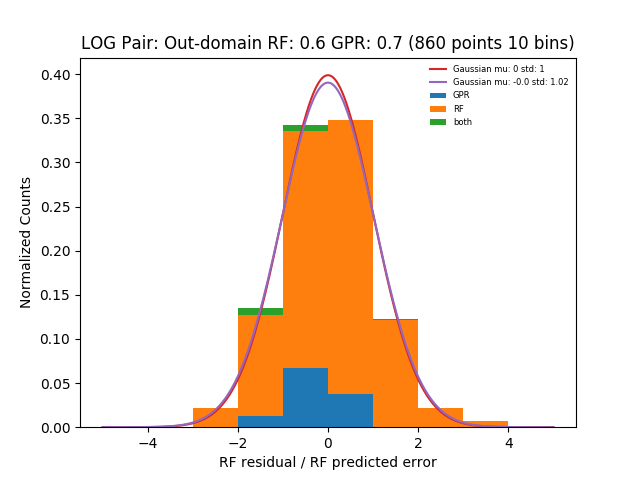 LOG Pair: Out-domain RF: 0.6 GPR: 0.7 (860 points 10 bins)
Gaussian mu: 0 std: 1
Gaussian mu: -0.0 std: 1.02
GPR
RF
both
Normalized Counts
0.40
0.35
0.30
0.25
0.20
0.15
0.10
0.05
0.00
−4 −2 0 2 4
RF residual / RF predicted error